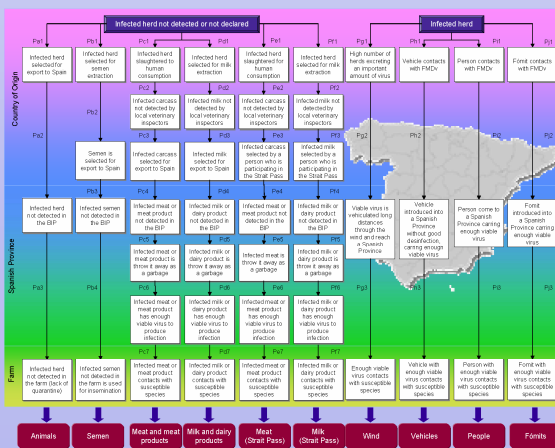 Infected herd not detected or not declared
Infected herd
Country of Origin
Spanish Province
Farm
Pa1
Infected herd
selected for
export to Spain
Pa2
Infected herd
not detected
in the BIP
Pa3
Infected herd
not detected in
the farm (lack of
quarantine)
Animals
Pb1
Infected herd
selected for
semen extraction
Pb2
Semen is
selected for
export to Spain
Pb3
Infected semen
not detected
in the BIP
Pb4
Infected semen
not detected in
the farm is used
for insemination
Semen
Pc1
Infected herd
slaughtered to
human consumption
Pc2
Infected carcass
not detected by
local veterinary
inspectors
Pc3
Infected carcass
selected for
export to Spain
Pc4
Infected meat or
meat product
not detected
in the BIP
Pc5
Infected meat or
meat product is
throw it away as
a garbage
Pc6
Infected meat or
meat product
has enough
viable virus to
produce
infection
Pc7
Infected meat or
meat product
contacts with
susceptible
species
Meat and meat
products
Pd1
Infected herd
selected for milk
extraction
Pd2
Infected milk not
detected by
local veterinary
inspectors
Pd3
Infected milk
selected for
export to Spain
Pd4
Infected milk or
dairy product
not detected
in the BIP
Pd5
Infected milk or
dairy product is
throw it away as
a garbage
Pd6
Infected milk or
dairy product
has enough
viable virus to
produce
infection
Pd7
Infected milk or
dairy product
contacts with
susceptible
species
Milk and dairy
products
Pe1
Infected herd
slaughtered for
human
consumption
Pe2
Infected carcass
not detected by
local veterinary
inspectors
Pe3
Infected carcass
selected by a
person who is
participating in
the Strait Pass
Pe4
Infected meat or
meat product not
detected in
the BIP
Pe5
Infected meat is
throw it away as
a garbage
Pe6
Infected meat or
meat product
has enough
viable virus to
produce
infection
Pe7
Infected meat or
meat product
contacts with
susceptible
species
Meat
(Strait Pass)
Pf1
Infected herd
selected for milk
extraction
Pf2
Infected milk not
detected by
local veterinary
inspectors
Pf3
Infected milk
selected by a
person who is
participating in
the Strait Pass
Pf4
Infected milk or
dairy product
not detected
in the BIP
Pf5
Infected milk or
dairy product is
throw it away as
a garbage
Pf6
Infected milk or
dairy product
has enough
viable virus to
produce
infection
Pf7
Infected milk or
dairy product
contacts with
susceptible
species
Milk
(Strait Pass)
Pg1
High number of
herds excreting
an important
amount of virus
Pg2
Viable virus is
vehiculated long
distances
through the
wind and reach
a Spanish
Province
Pg3
Enough viable
virus contacts
with susceptible
species
Wind
Ph1
Vehicle contacts
with FMDv
Ph2
Vehicle
introduced into
a Spanish
Province
without good
desinfection,
carring enough
viable virus
Ph3
Vehicle with
enough viable
virus contacts
with susceptible
species
Vehicles
Pi1
Person contacts
with FMDv
Person come to
a Spanish
Province carring
enough viable
virus
Person with
enough viable
virus contacts
with susceptible
species
People
Pj1
Fómit contacts
with FMDv
Pj2
Fomit
introduced into
a Spanish
Province carring
enough viable
virus
Pj3
Fomit with
enough viable
virus contacts
with susceptible
species
Fómits